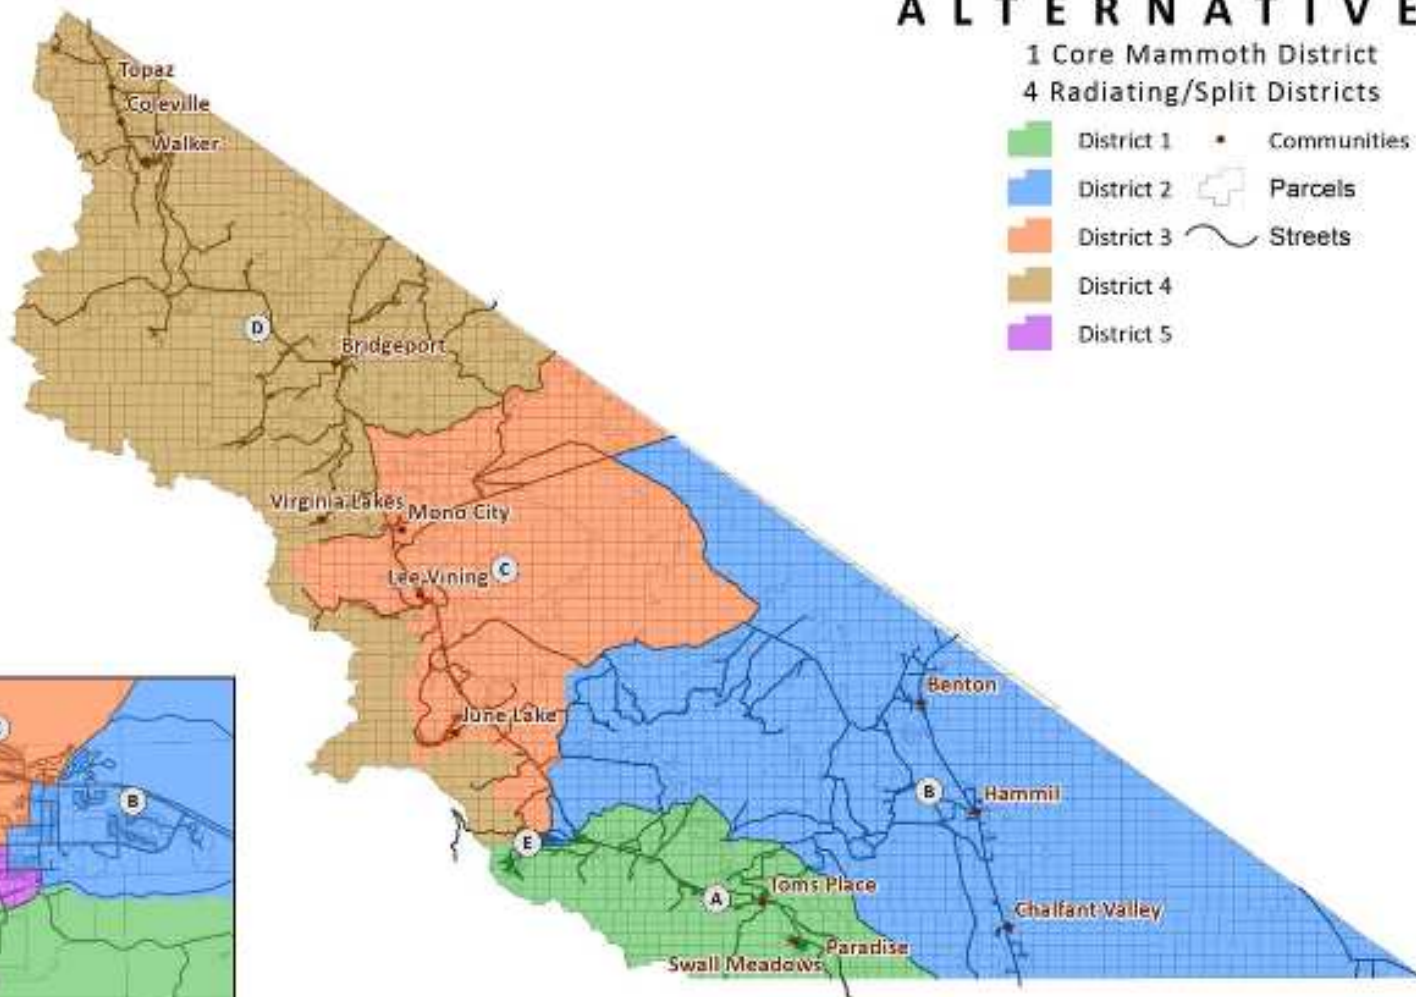 ALTERNATIVE
1 Core Mammoth District
4 Radiating/Split Districts
District 1
Communities
District 2
Parcels
District 3
Streets
District 4
District 5
Topaz
Coleville
Walker
D
Bridgeport
Virginia Lakes
Mono City
Lee Vining
C
June Lake
Benton
B
Hammil
E
A
Toms Place
Chalfant Valley
Paradise
Swall Meadows
B